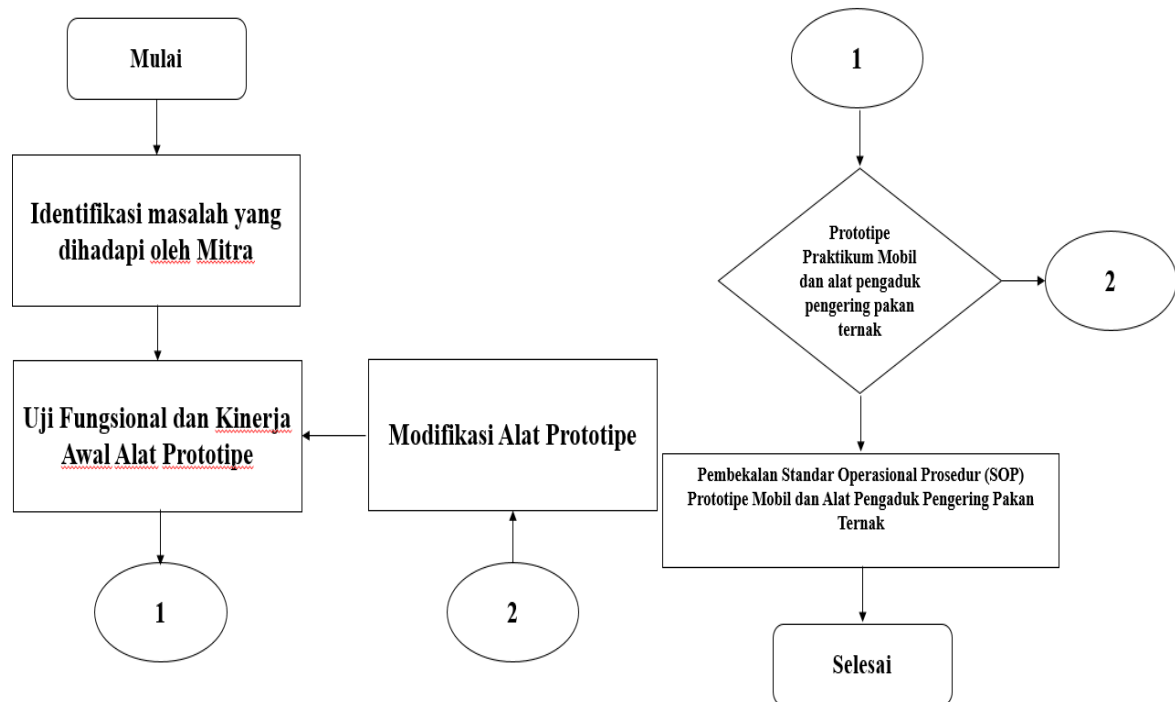 Mulai
Identifikasi masalah yang
dihadapi oleh Mitra
Uji Fungsional dan Kinerja
Awal Alat Prototipe
1
Modifikasi Alat Prototipe
2
1
Prototipe
Praktikum Mobil
dan alat pengaduk
pengering pakan
ternak
2
Pembekalan Standar Operasional Prosedur (SOP)
Prototipe Mobil dan Alat Pengaduk Pengering Pakan
Ternak
Selesai